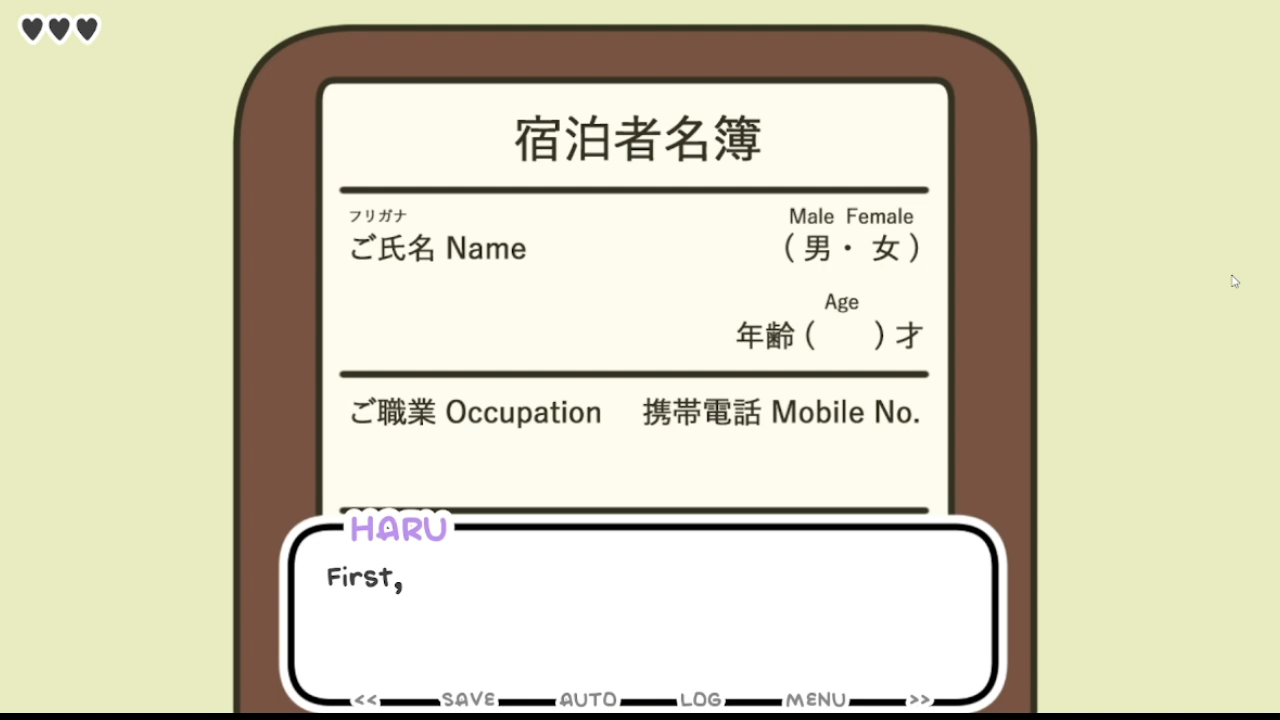 宿泊者名簿
フリガナ
ご氏名 Name
Male Female
(男・女)
Age
年齢( )才
ご職業 Occupation
携帯電話 Mobile No.
HARU
First,
<< SAVE AUTO LOG MENU >>